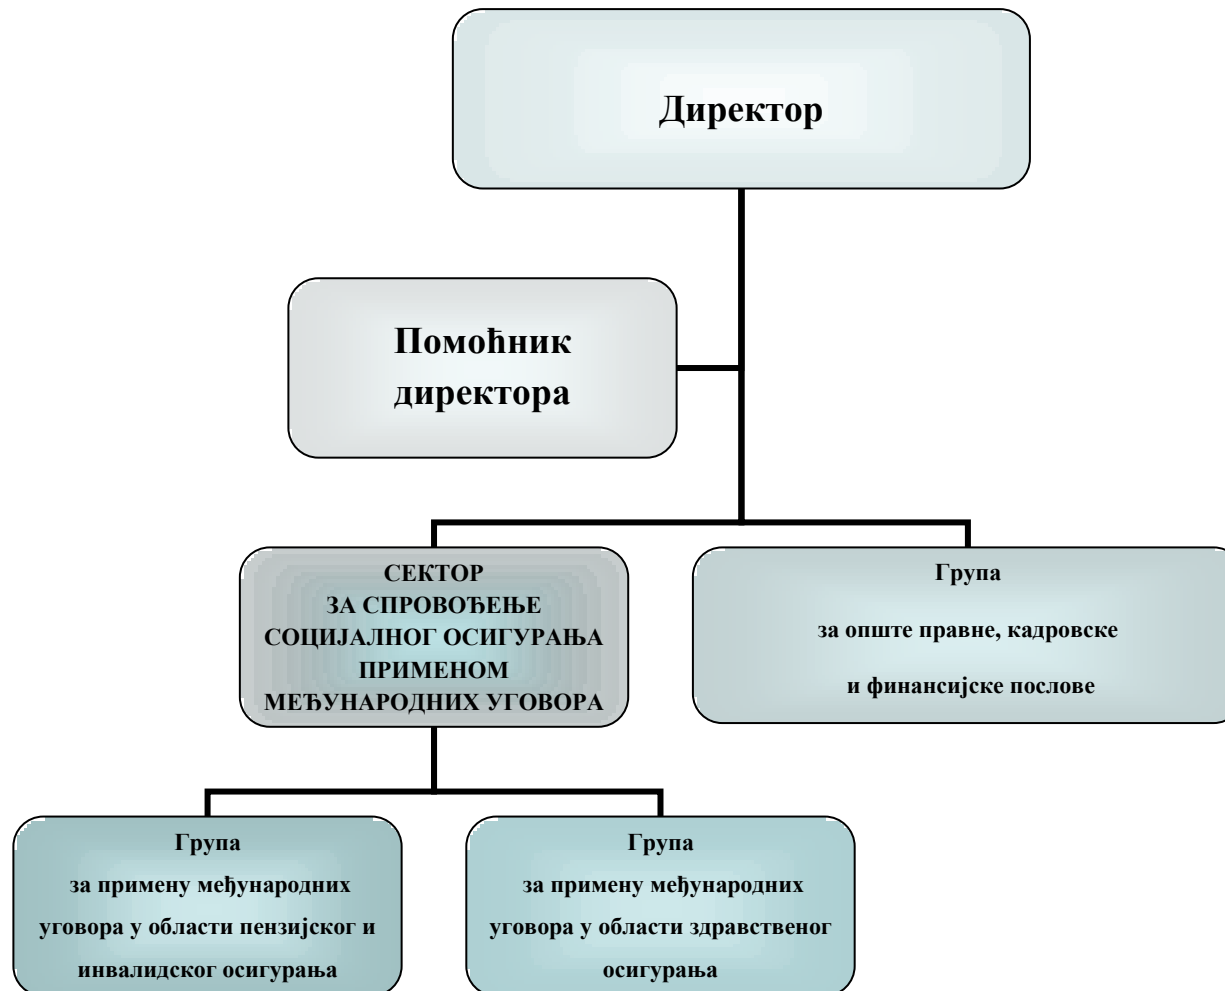 Директор
Помоћник
директора
СЕКТОР
ЗА СПРОВОЂЕЊЕ
СОЦИЈАЛНОГ ОСИГУРАЊА
ПРИМЕНОМ
МЕЂУНАРОДНИХ УГОВОРА
Група
за опште правне, кадровске
и финансијске послове
Група
за примену међународних
уговора у области пензијског и
инвалидског осигурања
Група
за примену међународних
уговора у области здравственог
осигурања